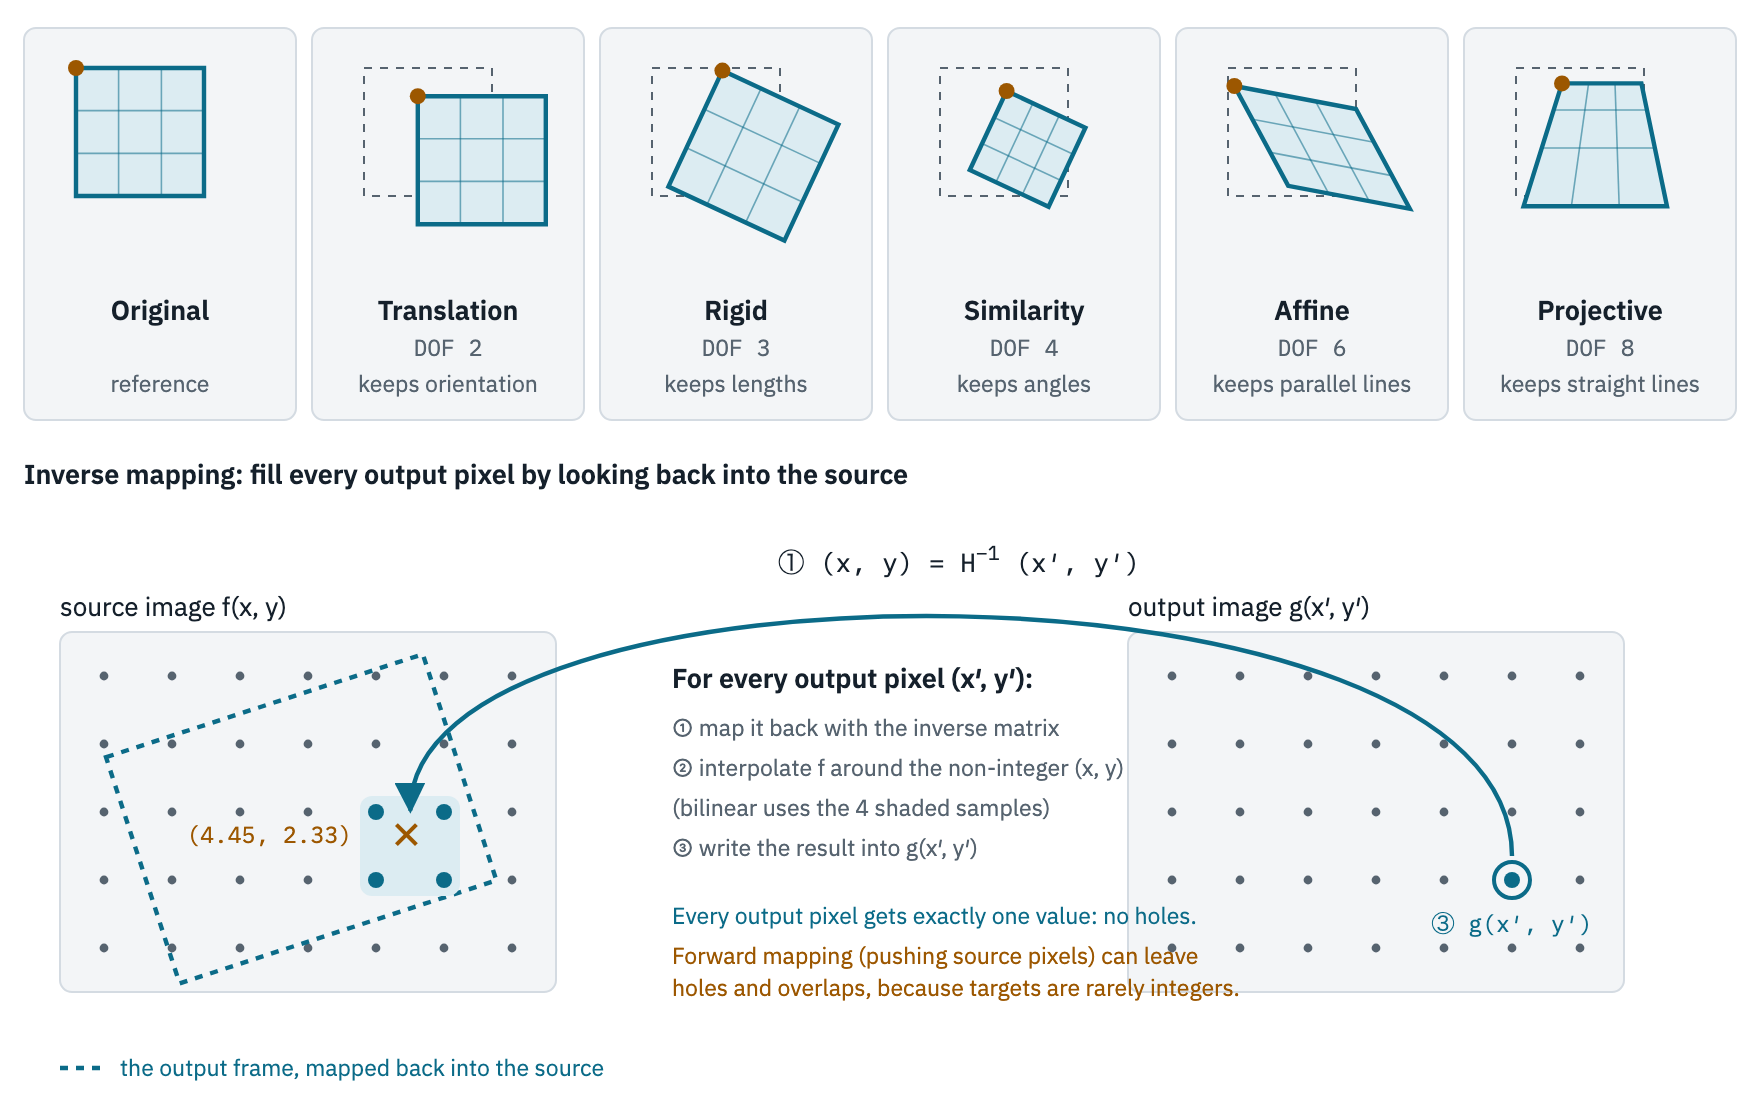 Original
reference
Translation
DOF 2
keeps orientation
Rigid
DOF 3
keeps lengths
Similarity
DOF 4
keeps angles
Affine
DOF 6
keeps parallel lines
Projective
DOF 8
keeps straight lines
Inverse mapping: fill every output pixel by looking back into the source
① (x, y) = H⁻¹ (x′, y′)
source image f(x, y)
output image g(x′, y′)
(4.45, 2.33)
For every output pixel (x′, y′):
① map it back with the inverse matrix
② interpolate f around the non-integer (x, y)
(bilinear uses the 4 shaded samples)
③ write the result into g(x′, y′)
Every output pixel gets exactly one value: no holes.
Forward mapping (pushing source pixels) can leave
holes and overlaps, because targets are rarely integers.
③ g(x′, y′)
the output frame, mapped back into the source